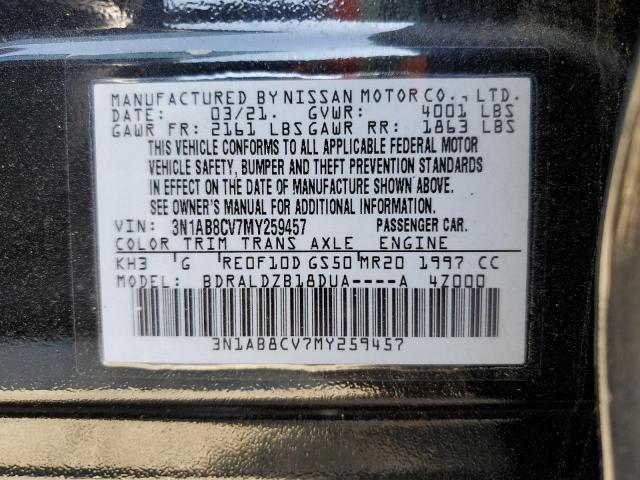 MANUFACTURED BY NISSAN MOTOR CO., LTD.
DATE: 03/21. GVWR: 4001 LBS
GAWR FR: 2161 LBS GAWR RR: 1863 LBS
THIS VEHICLE CONFORMS TO ALL APPLICABLE FEDERAL MOTOR
VEHICLE SAFETY, BUMPER AND THEFT PREVENTION STANDARDS
IN EFFECT ON THE DATE OF MANUFACTURE SHOWN ABOVE.
SEE OWNER'S MANUAL FOR ADDITIONAL INFORMATION.
VIN: 3N1AB8CV7MY259457 PASSENGER CAR.
COLOR TRIM TRANS AXLE ENGINE
KH3 G RE0F10D GS50 MR20 1997 CC
MODEL: BDRALDZB18DUA----A 4Z000
3N1AB8CV7MY259457